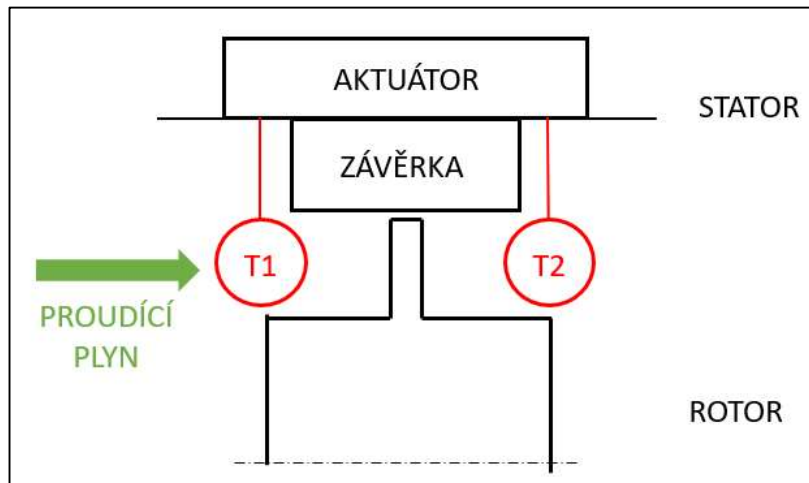 AKTUÁTOR
STATOR
ZÁVĚRKA
T1
T2
PROUDÍCÍ
PLYN
ROTOR